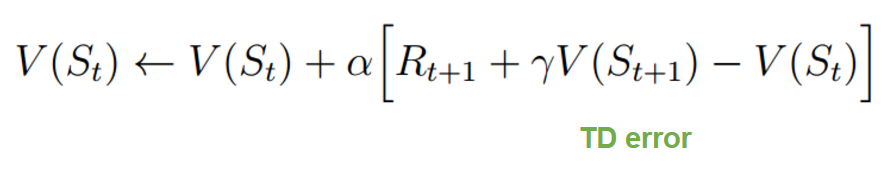 V(S_t) ← V(S_t) + α[R_{t+1} + γV(S_{t+1}) − V(S_t)]
TD error